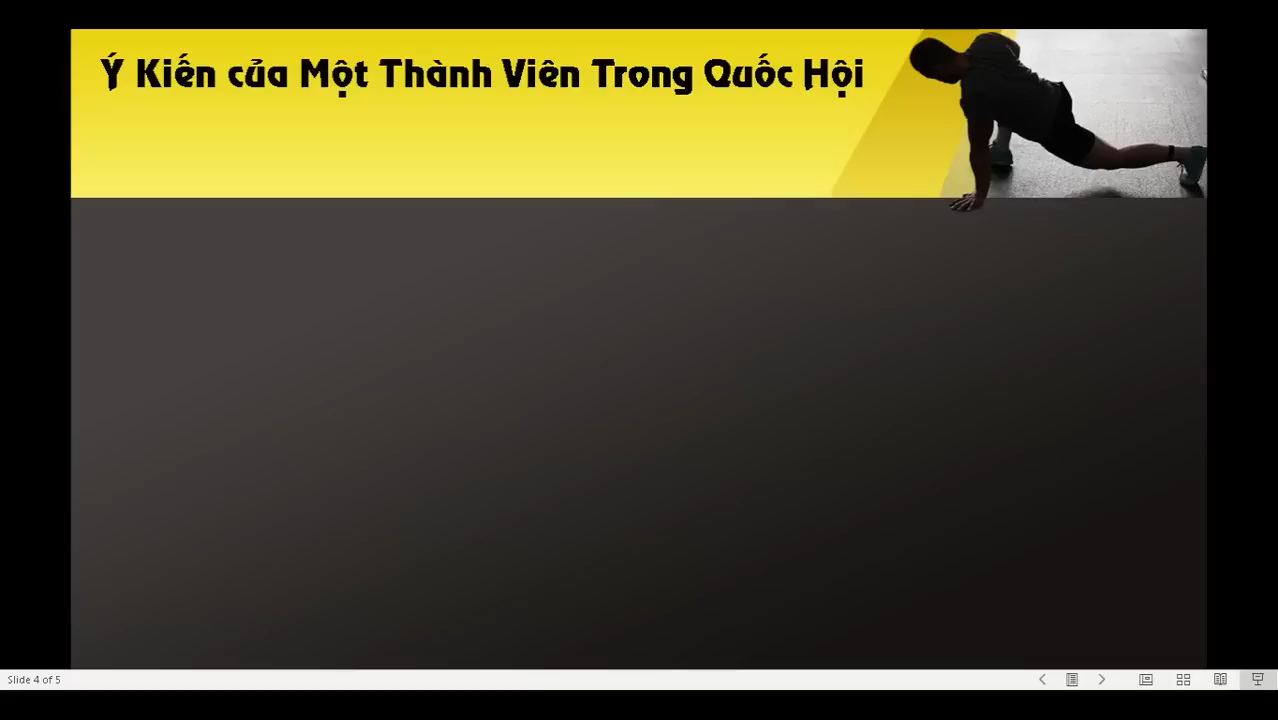 Ý Kiến của Một Thành Viên Trong Quốc Hội
Slide 4 of 5